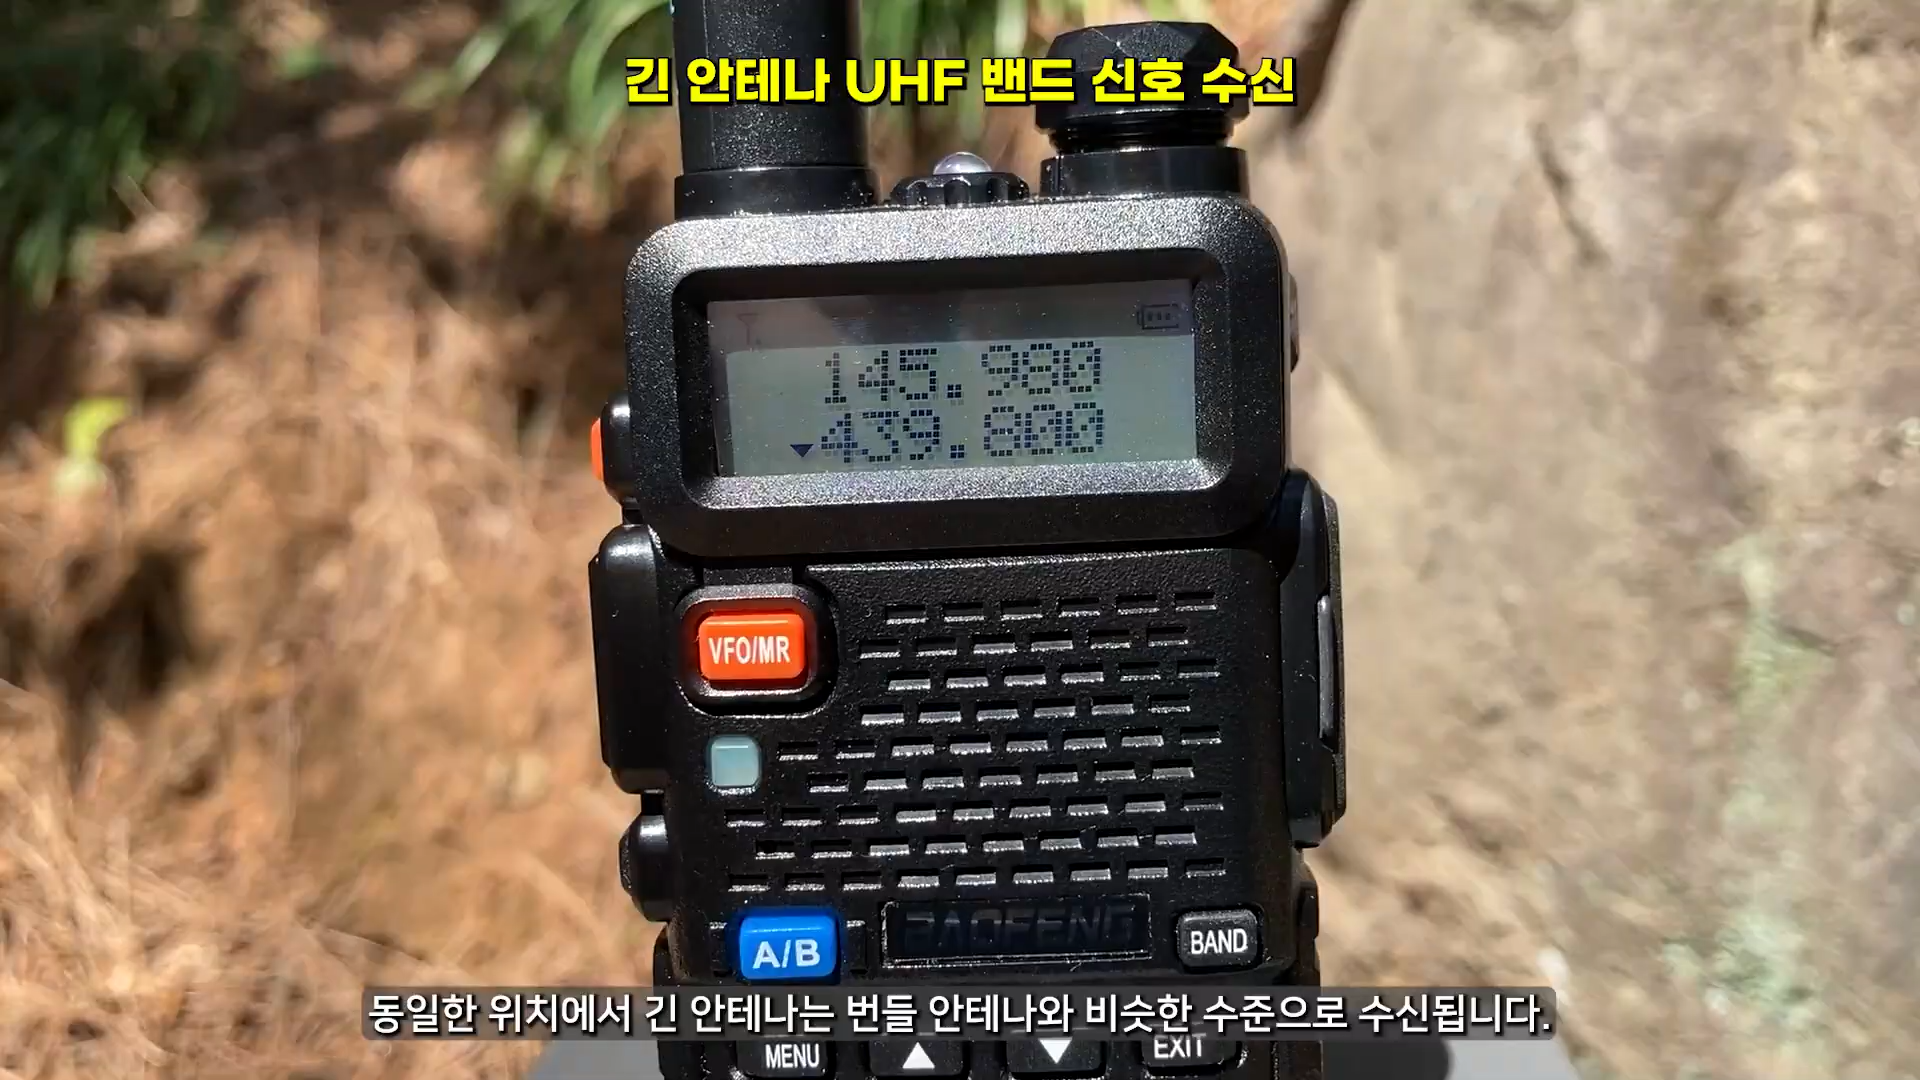 긴 안테나 UHF 밴드 신호 수신
145.980
439.800
VFO/MR
A/B
BAOFENG
BAND
동일한 위치에서 긴 안테나는 번들 안테나와 비슷한 수준으로 수신됩니다.
MENU
EXIT